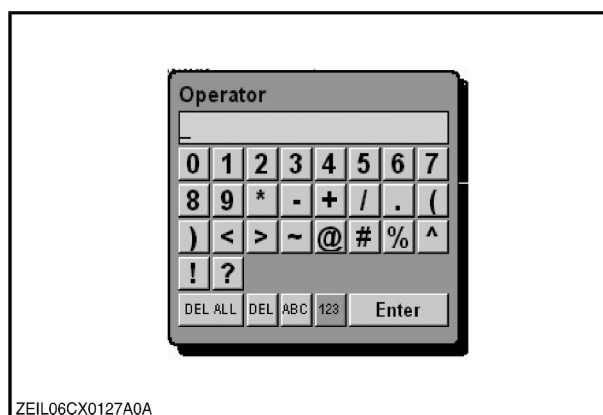 Operator
_
0 1 2 3 4 5 6 7
8 9 * - + / . (
) < > ~ @ # % ^
! ?
DEL ALL DEL ABC 123 Enter
ZEIL06CX0127A0A